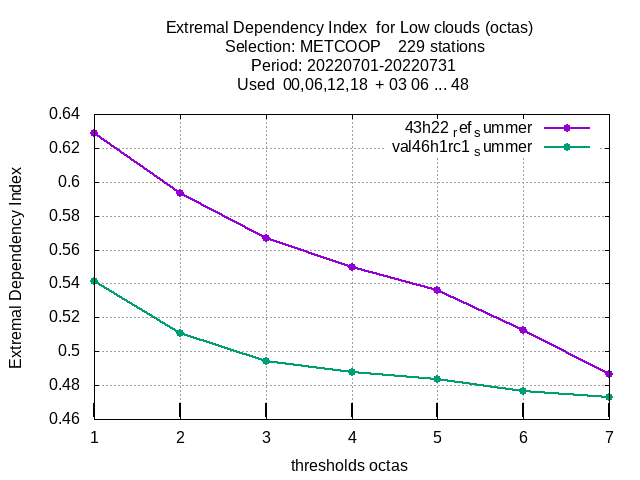 Extremal Dependency Index  for Low clouds (octas)
Selection: METCOOP    229 stations
Period: 20220701-20220731
Used  00,06,12,18  + 03 06 ... 48
0.64
0.62
0.6
0.58
0.56
0.54
0.52
0.5
0.48
0.46
Extremal Dependency Index
43h22 ref summer
val46h1rc1 summer
1 2 3 4 5 6 7
thresholds octas